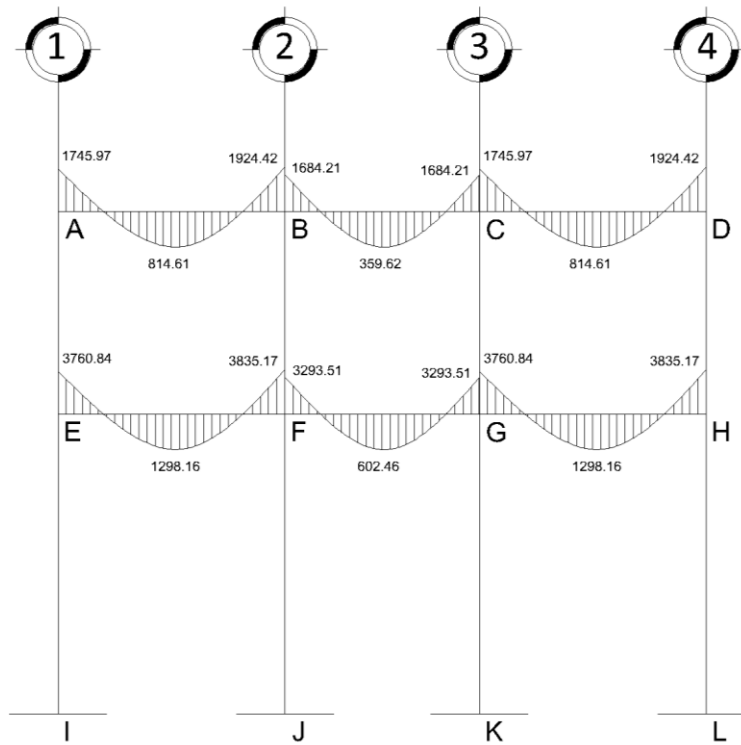 1 2 3 4
1745.97 1924.42 1684.21 1684.21 1745.97 1924.42
A B C D
814.61 359.62 814.61
3760.84 3835.17 3293.51 3293.51 3760.84 3835.17
E F G H
1298.16 602.46 1298.16
I J K L